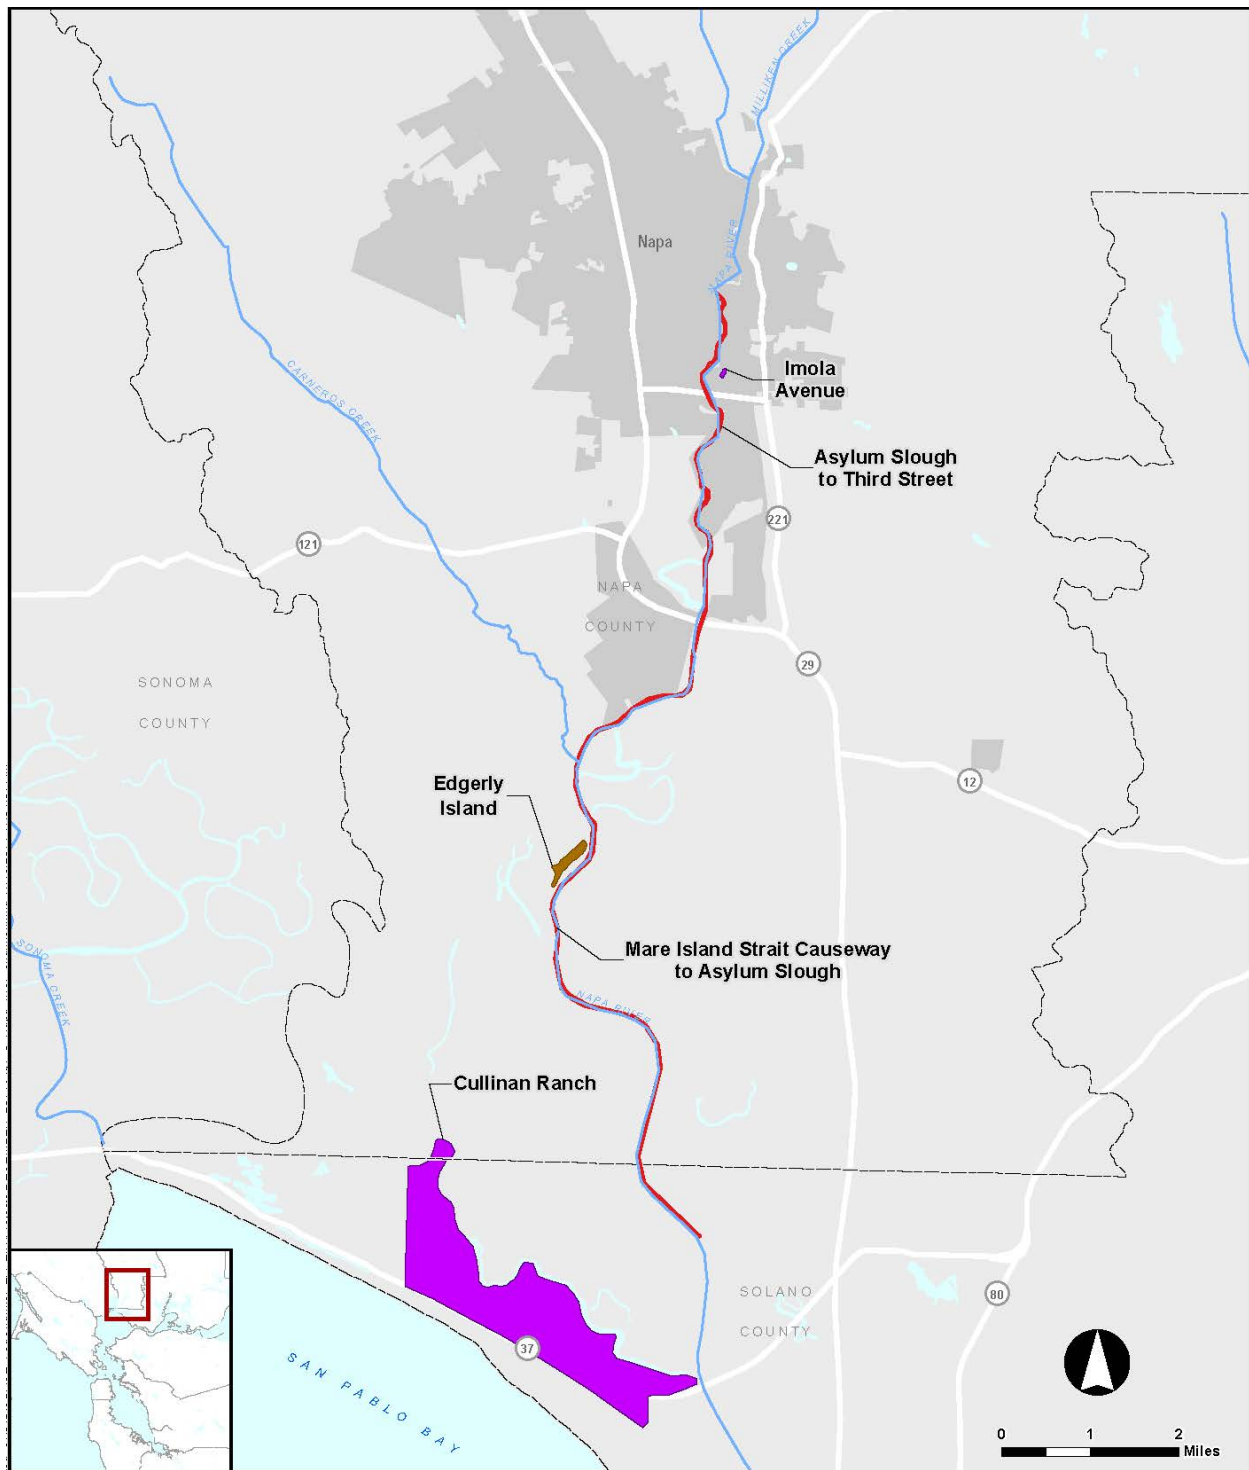 MILLIKEN CREEK
Napa
NAPA RIVER
Imola
Avenue
CARNEROS CREEK
Asylum Slough
to Third Street
221
121
NAPA
COUNTY
29
SONOMA
COUNTY
12
Edgerly
Island
Mare Island Strait Causeway
to Asylum Slough
SONOMA CREEK
NAPA RIVER
Cullinan Ranch
SOLANO
COUNTY
80
37
SAN PABLO BAY
0 1 2
Miles